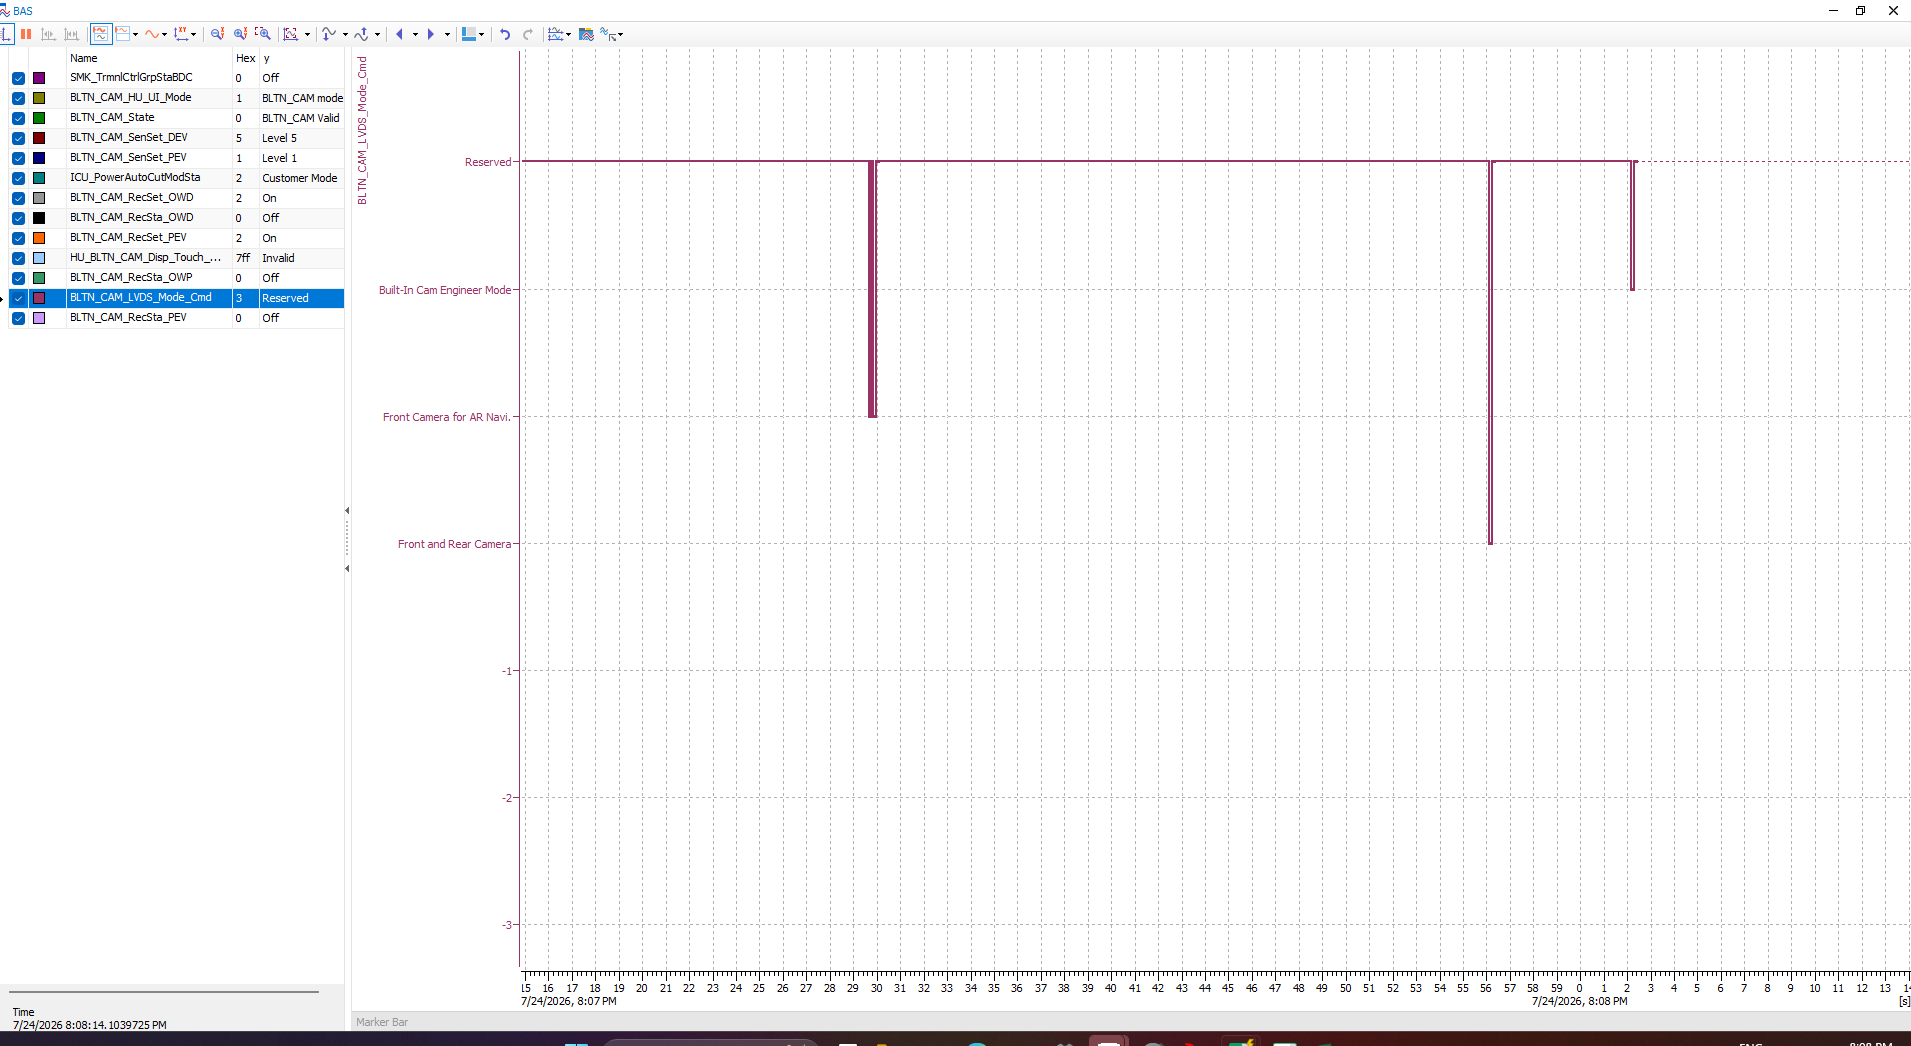 BAS
Name Hex y
SMK_TrmnlCtrlGrpStaBDC 0 Off
BLTN_CAM_HU_UI_Mode 1 BLTN_CAM mode
BLTN_CAM_State 0 BLTN_CAM Valid
BLTN_CAM_SenSet_DEV 5 Level 5
BLTN_CAM_SenSet_PEV 1 Level 1
ICU_PowerAutoCutModSta 2 Customer Mode
BLTN_CAM_RecSet_OWD 2 On
BLTN_CAM_RecSta_OWD 0 Off
BLTN_CAM_RecSet_PEV 2 On
HU_BLTN_CAM_Disp_Touch_... 7ff Invalid
BLTN_CAM_RecSta_OWP 0 Off
BLTN_CAM_LVDS_Mode_Cmd 3 Reserved
BLTN_CAM_RecSta_PEV 0 Off
Time
7/24/2026 8:08:14.1039725 PM
BLTN_CAM_LVDS_Mode_Cmd
Reserved
Built-In Cam Engineer Mode
Front Camera for AR Navi.
Front and Rear Camera
-1
-2
-3
15 16 17 18 19 20 21 22 23 24 25 26 27 28 29 30 31 32 33 34 35 36 37 38 39 40 41 42 43 44 45 46 47 48 49 50 51 52 53 54 55 56 57 58 59 0 1 2 3 4 5 6 7 8 9 10 11 12 13
7/24/2026, 8:07 PM 7/24/2026, 8:08 PM [s]
Marker Bar